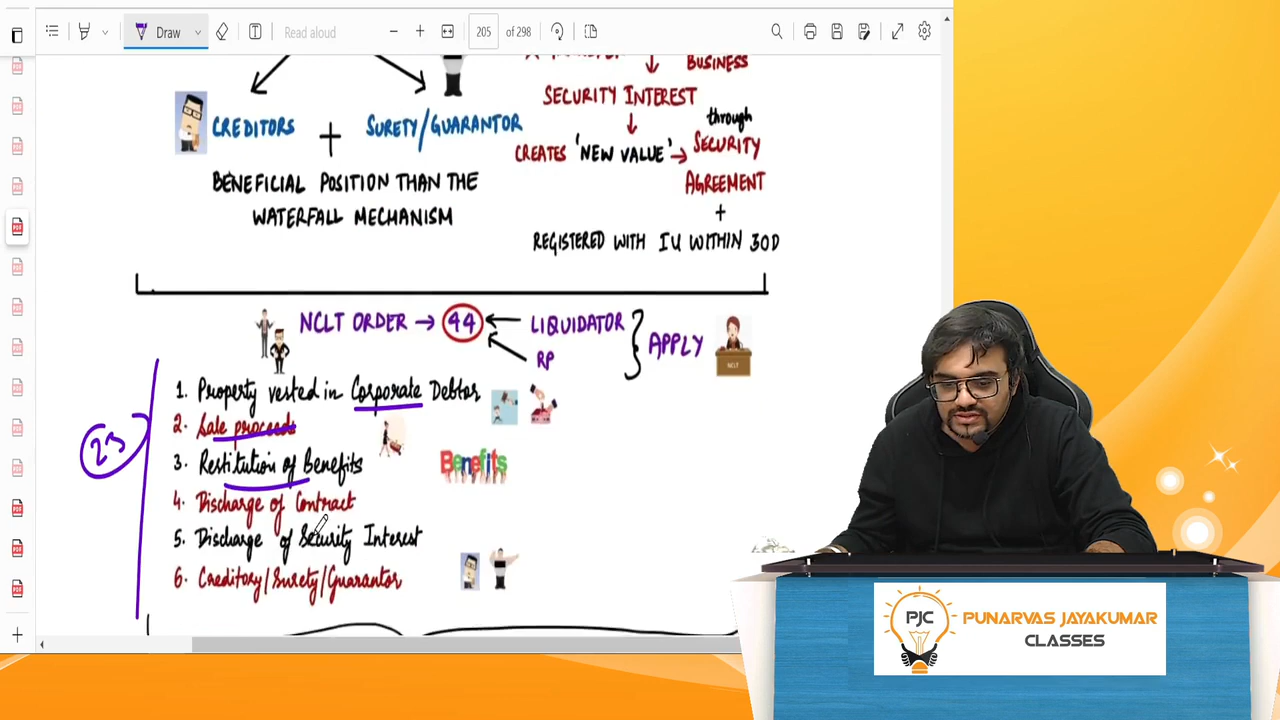 Draw
Read aloud
205 of 298
BUSINESS
SECURITY INTEREST
through
CREATES 'NEW VALUE' → SECURITY
AGREEMENT
+
REGISTERED WITH IU WITHIN 30D
CREDITORS + SURETY/GUARANTOR
BENEFICIAL POSITION THAN THE
WATERFALL MECHANISM
NCLT ORDER → 44 ← LIQUIDATOR
RP
APPLY
NCLT
1. Property vested in Corporate Debtor
2. Sale proceeds
3. Restitution of Benefits
Benefits
4. Discharge of Contract
5. Discharge of Security Interest
6. Creditory/Surety/Guarantor
PJC
PUNARVAS JAYAKUMAR
CLASSES